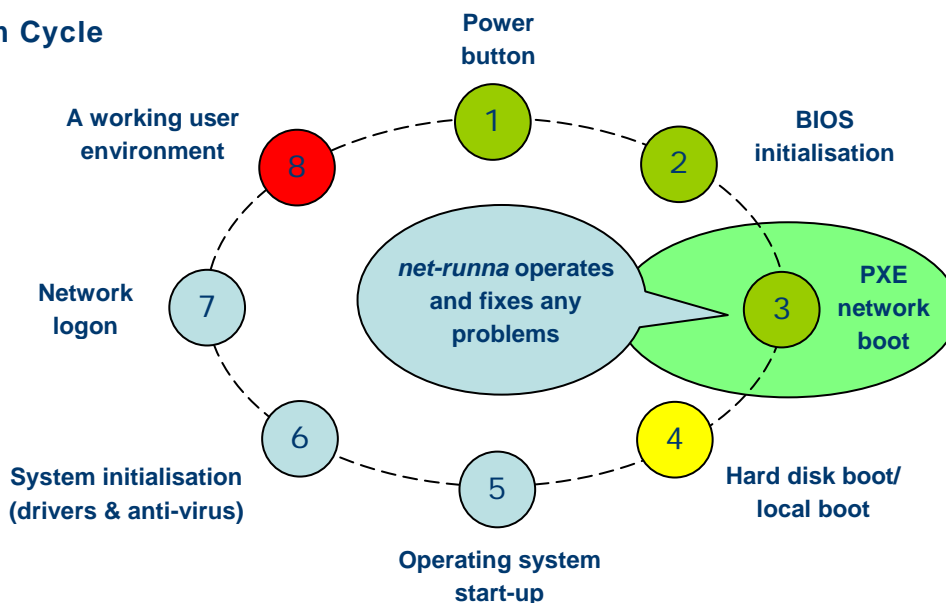 Cycle
Power
button
1
2
BIOS
initialisation
A working user
environment
8
net-runna operates
and fixes any
problems
3
PXE
network
boot
Network
logon
7
4
Hard disk boot/
local boot
6
System initialisation
(drivers & anti-virus)
5
Operating system
start-up